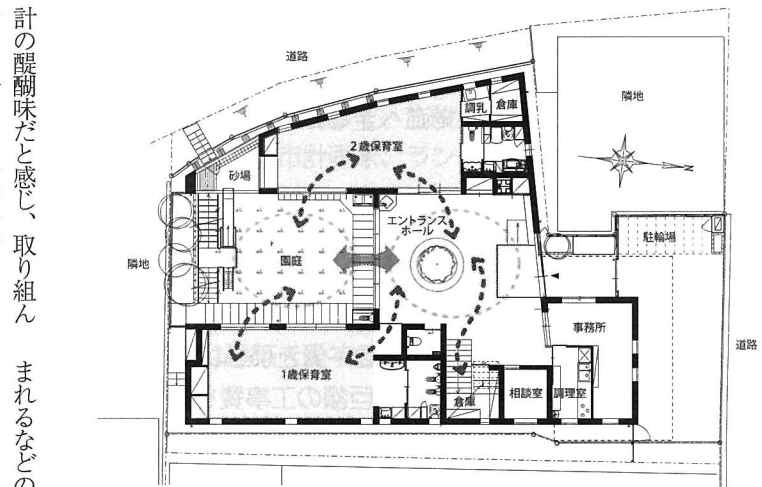 計の醍醐味だと感じ、取り組ん
まれるなどの
道路
隣地
調乳
倉庫
2歳保育室
砂場
エントランス
ホール
N
駐輪場
園庭
隣地
事務所
道路
1歳保育室
倉庫
相談室
調理室